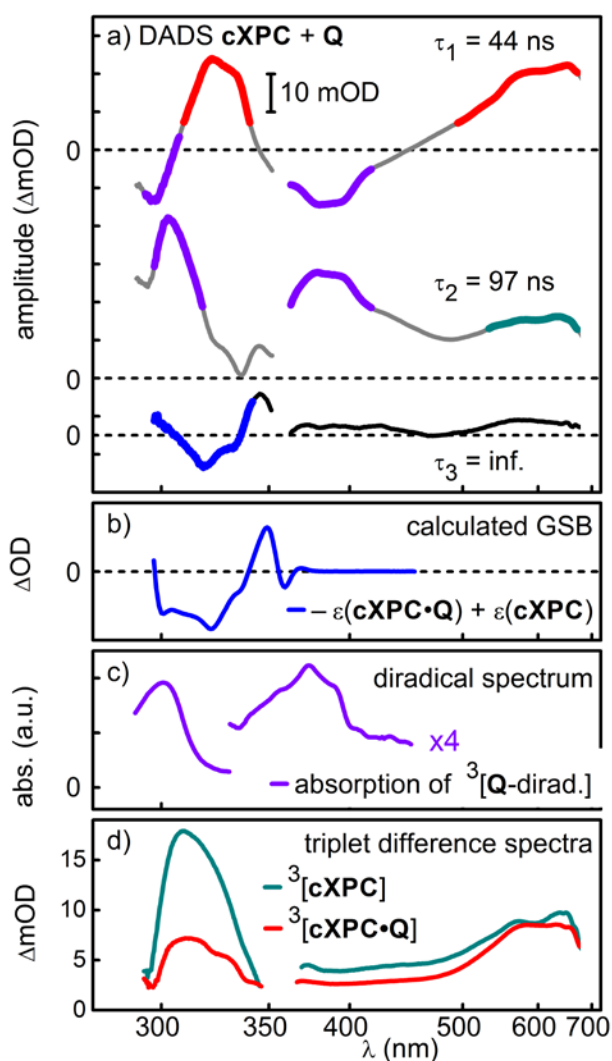 a) DADS cXPC + Q
τ1 = 44 ns
10 mOD
0
τ2 = 97 ns
0
0
τ3 = inf.
amplitude (ΔmOD)
b) calculated GSB
0
− ε(cXPC•Q) + ε(cXPC)
ΔOD
c) diradical spectrum
x4
0
absorption of ³[Q-dirad.]
abs. (a.u.)
d) triplet difference spectra
15
³[cXPC]
10
³[cXPC•Q]
5
0
ΔmOD
300 350 400 500 600 700
λ (nm)